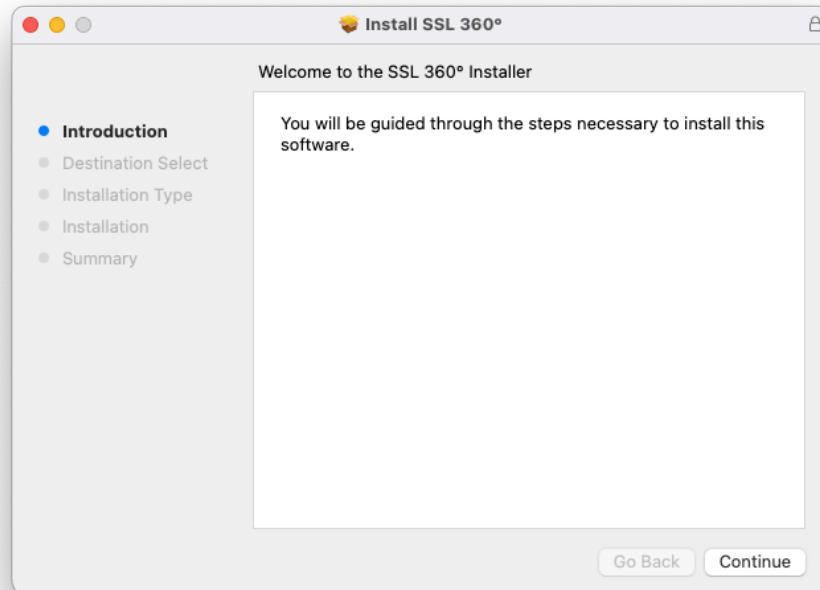 Install SSL 360°
Welcome to the SSL 360° Installer
Introduction
Destination Select
Installation Type
Installation
Summary
You will be guided through the steps necessary to install this
software.
Go Back
Continue